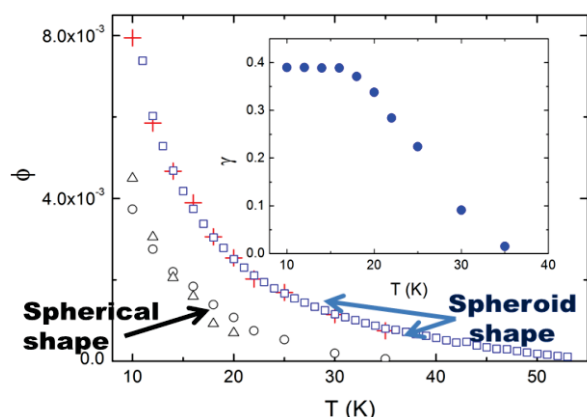 8.0x10⁻³
4.0x10⁻³
0.0
ϕ
10
20
30
40
50
T (K)
0.4
0.3
0.2
0.1
0.0
γ
10
20
30
40
T (K)
Spherical
shape
Spheroid
shape